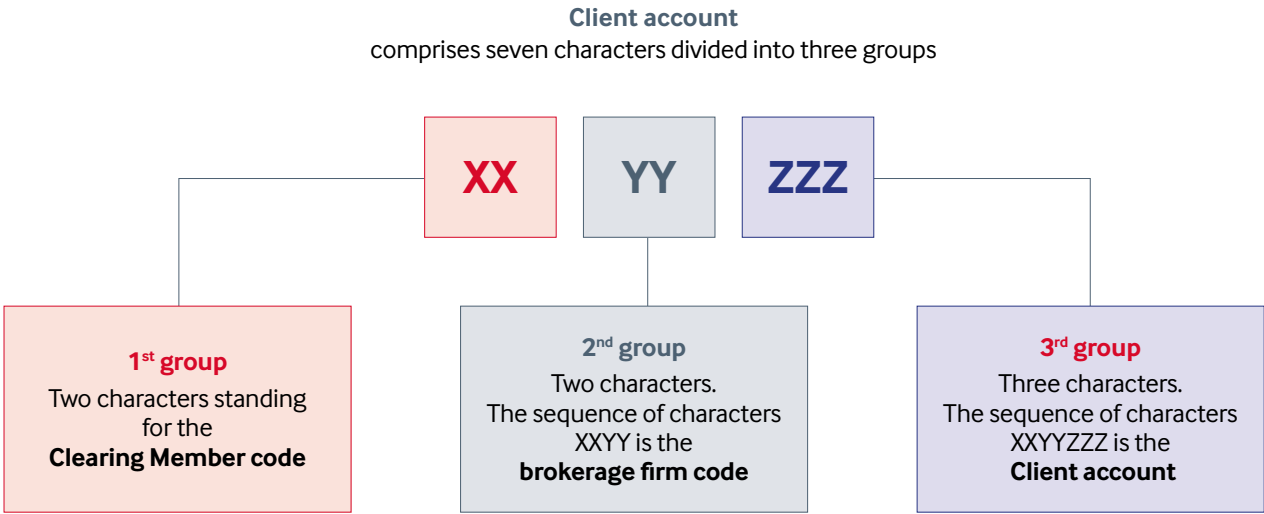 Client account
comprises seven characters divided into three groups
XX
YY
ZZZ
1st group
Two characters standing
for the
Clearing Member code
2nd group
Two characters.
The sequence of characters
XXYY is the
brokerage firm code
3rd group
Three characters.
The sequence of characters
XXYYZZZ is the
Client account